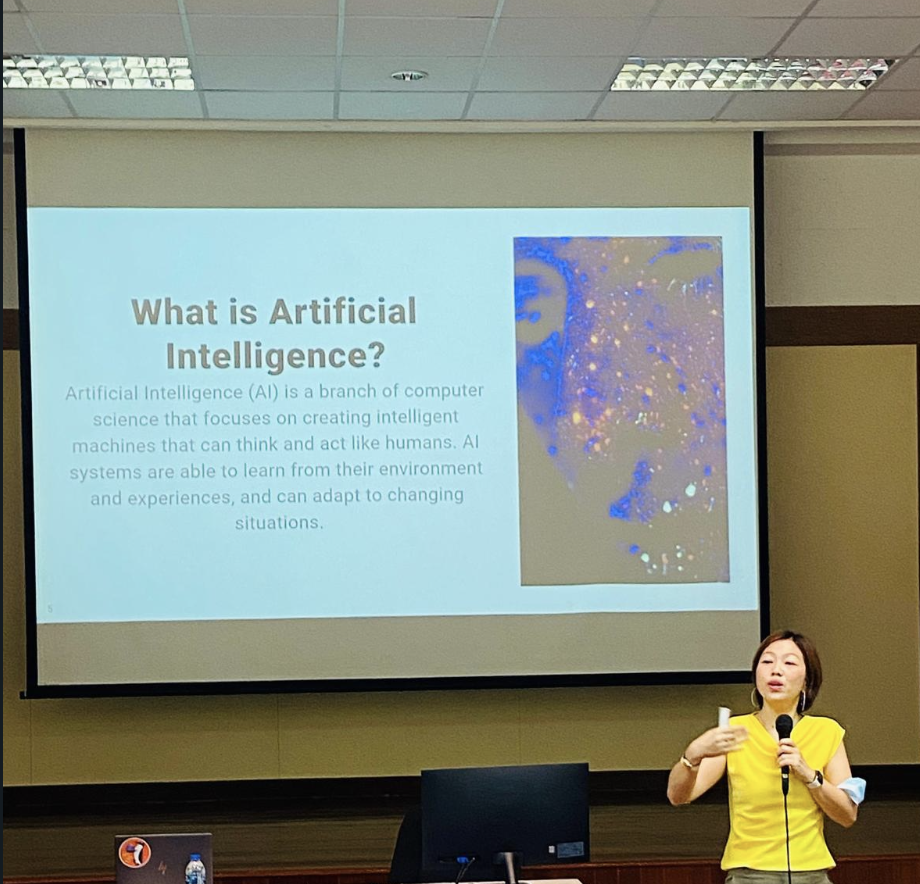 What is Artificial
Intelligence?
Artificial Intelligence (AI) is a branch of computer
science that focuses on creating intelligent
machines that can think and act like humans. AI
systems are able to learn from their environment
and experiences, and can adapt to changing
situations.
5